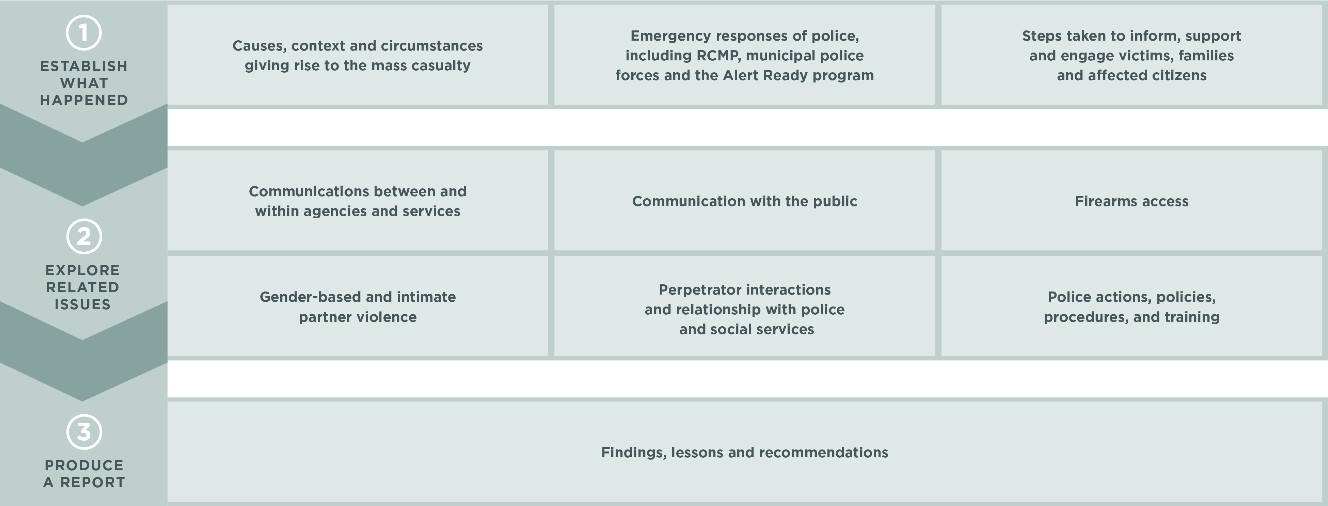 1
ESTABLISH
WHAT
HAPPENED
Causes, context and circumstances
giving rise to the mass casualty
Emergency responses of police,
including RCMP, municipal police
forces and the Alert Ready program
Steps taken to inform, support
and engage victims, families
and affected citizens
2
EXPLORE
RELATED
ISSUES
Communications between and
within agencies and services
Communication with the public
Firearms access
Gender-based and intimate
partner violence
Perpetrator interactions
and relationship with police
and social services
Police actions, policies,
procedures, and training
3
PRODUCE
A REPORT
Findings, lessons and recommendations